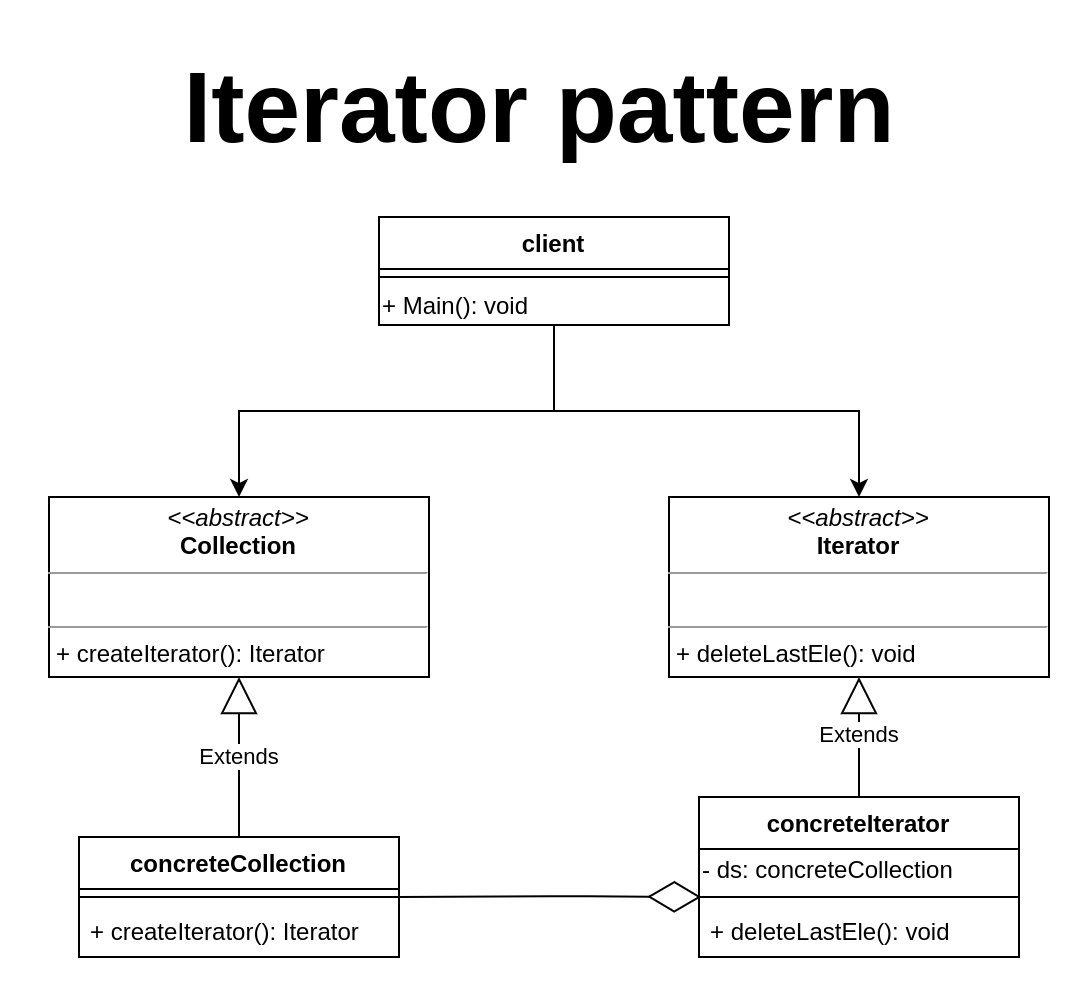 Iterator pattern
client
+ Main(): void
<<abstract>>
Collection
+ createIterator(): Iterator
<<abstract>>
Iterator
+ deleteLastEle(): void
Extends
Extends
concreteCollection
+ createIterator(): Iterator
concreteIterator
- ds: concreteCollection
+ deleteLastEle(): void